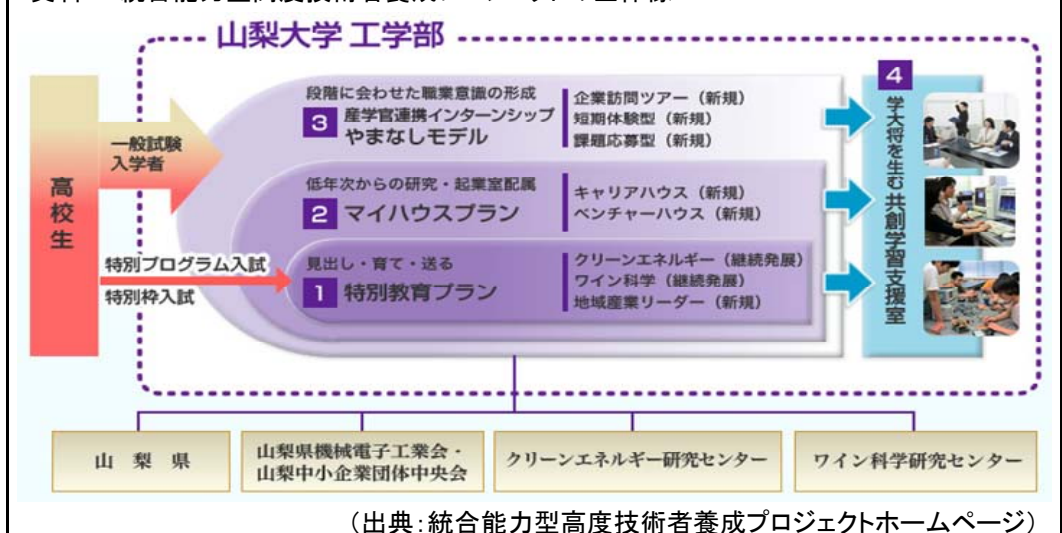 山梨大学 工学部
高校生
一般試験
入学者
特別プログラム入試
特別枠入試
段階に会わせた職業意識の形成
3 産学官連携インターンシップ
やまなしモデル
企業訪問ツアー（新規）
短期体験型（新規）
課題応募型（新規）
低年次からの研究・起業室配属
2 マイハウスプラン
キャリアハウス（新規）
ベンチャーハウス（新規）
見出し・育て・送る
1 特別教育プラン
クリーンエネルギー（継続発展）
ワイン科学（継続発展）
地域産業リーダー（新規）
4
学大将を生む共創学習支援室
山梨県
山梨県機械電子工業会・
山梨中小企業団体中央会
クリーンエネルギー研究センター
ワイン科学研究センター
（出典：統合能力型高度技術者養成プロジェクトホームページ）